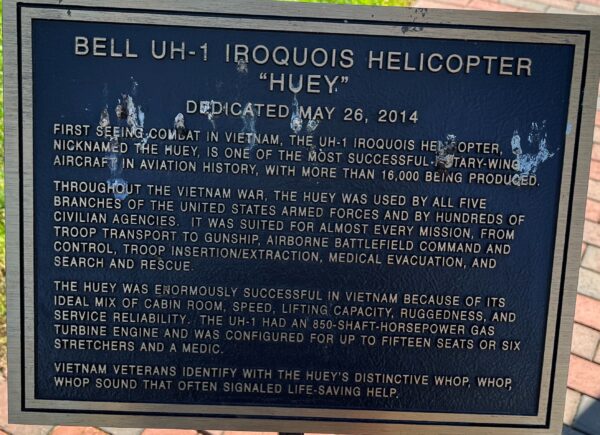 BELL UH-1 IROQUOIS HELICOPTER
"HUEY"
DEDICATED MAY 26, 2014
FIRST SEEING COMBAT IN VIETNAM, THE UH-1 IROQUOIS HELICOPTER,
NICKNAMED THE HUEY, IS ONE OF THE MOST SUCCESSFUL ROTARY-WING
AIRCRAFT IN AVIATION HISTORY, WITH MORE THAN 16,000 BEING PRODUCED.
THROUGHOUT THE VIETNAM WAR, THE HUEY WAS USED BY ALL FIVE
BRANCHES OF THE UNITED STATES ARMED FORCES AND BY HUNDREDS OF
CIVILIAN AGENCIES. IT WAS SUITED FOR ALMOST EVERY MISSION, FROM
TROOP TRANSPORT TO GUNSHIP, AIRBORNE BATTLEFIELD COMMAND AND
CONTROL, TROOP INSERTION/EXTRACTION, MEDICAL EVACUATION, AND
SEARCH AND RESCUE.
THE HUEY WAS ENORMOUSLY SUCCESSFUL IN VIETNAM BECAUSE OF ITS
IDEAL MIX OF CABIN ROOM, SPEED, LIFTING CAPACITY, RUGGEDNESS, AND
SERVICE RELIABILITY. THE UH-1 HAD AN 850-SHAFT-HORSEPOWER GAS
TURBINE ENGINE AND WAS CONFIGURED FOR UP TO FIFTEEN SEATS OR SIX
STRETCHERS AND A MEDIC.
VIETNAM VETERANS IDENTIFY WITH THE HUEY'S DISTINCTIVE WHOP, WHOP,
WHOP SOUND THAT OFTEN SIGNALED LIFE-SAVING HELP.